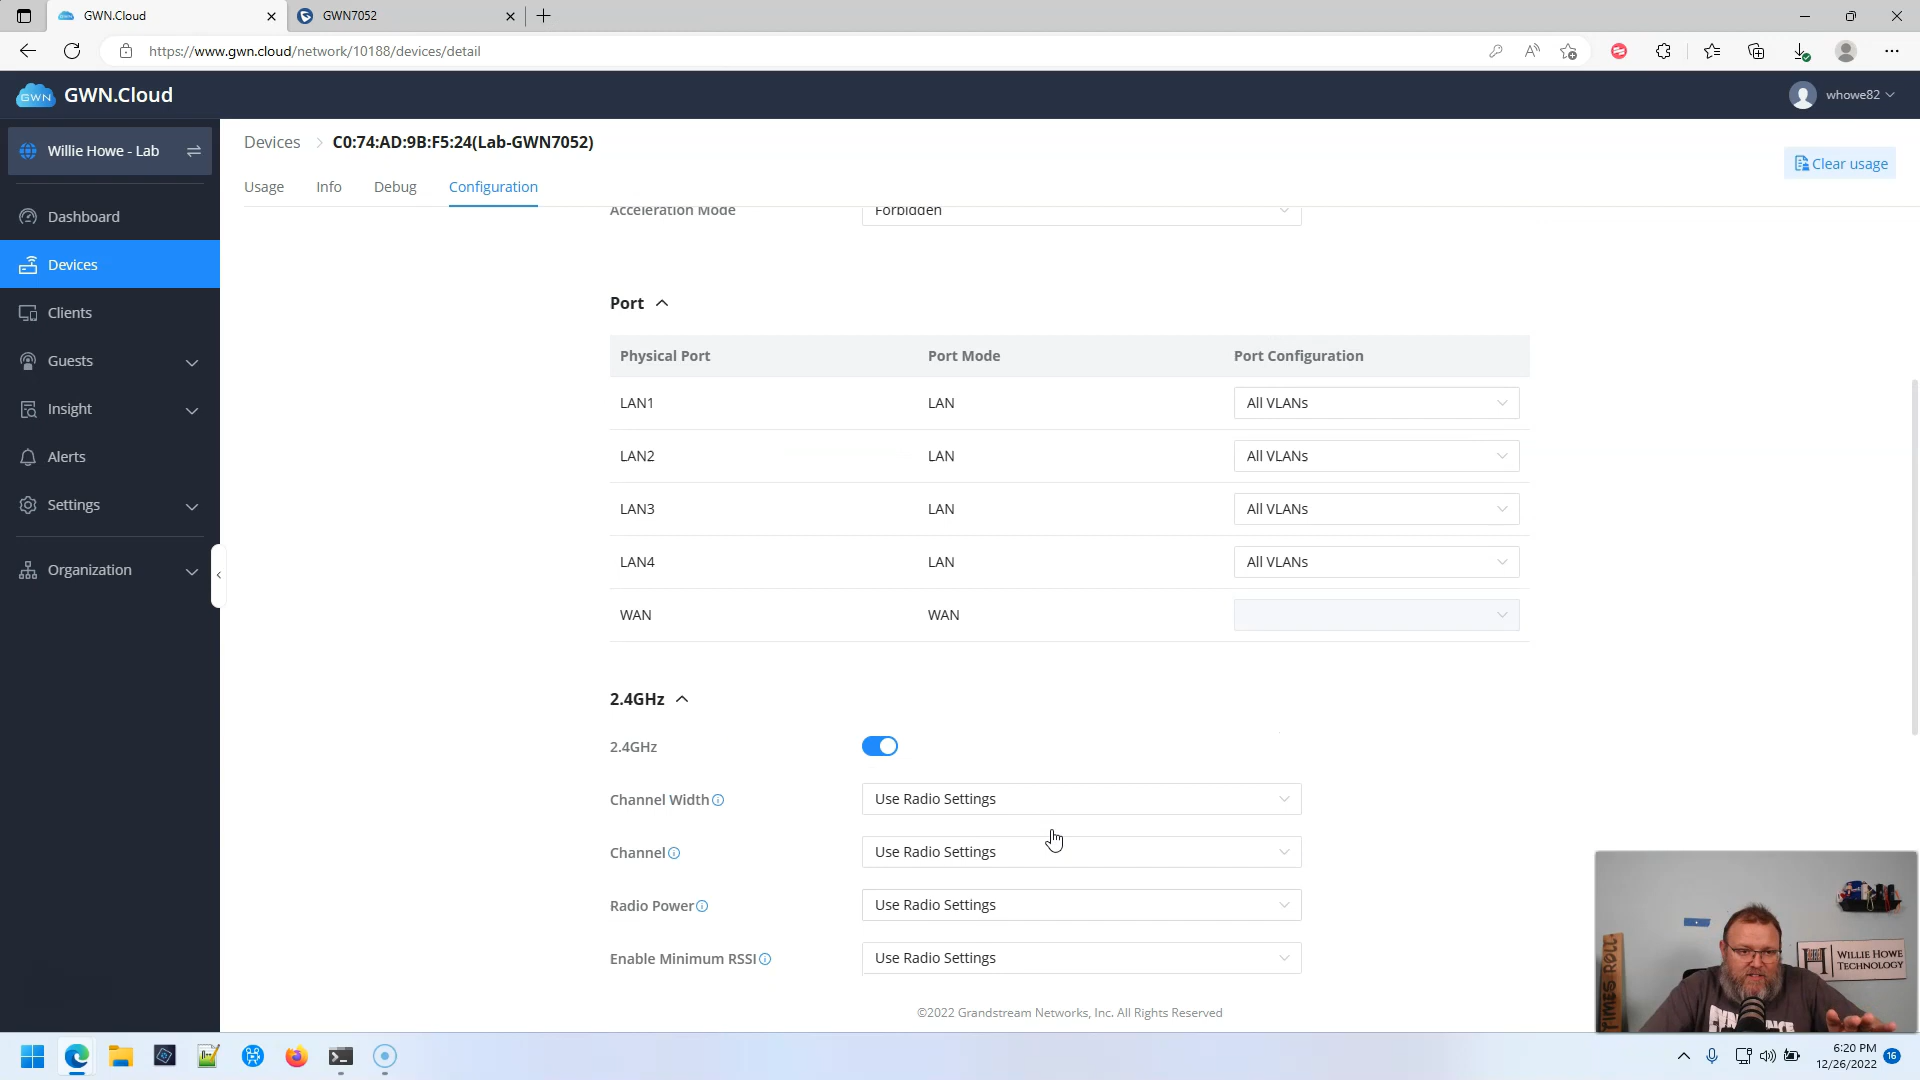 GWN.Cloud
GWN7052
https://www.gwn.cloud/network/10188/devices/detail
GWN GWN.Cloud
whowe82
Willie Howe - Lab
Dashboard
Devices
Clients
Guests
Insight
Alerts
Settings
Organization
Devices > C0:74:AD:9B:F5:24(Lab-GWN7052)
Clear usage
Usage Info Debug Configuration
Acceleration Mode Forbidden
Port
Physical Port Port Mode Port Configuration
LAN1 LAN All VLANs
LAN2 LAN All VLANs
LAN3 LAN All VLANs
LAN4 LAN All VLANs
WAN WAN
2.4GHz
2.4GHz
Channel Width Use Radio Settings
Channel Use Radio Settings
Radio Power Use Radio Settings
Enable Minimum RSSI Use Radio Settings
©2022 Grandstream Networks, Inc. All Rights Reserved
TIMES ROLL
WILLIE HOWE
TECHNOLOGY
6:20 PM
12/26/2022
16